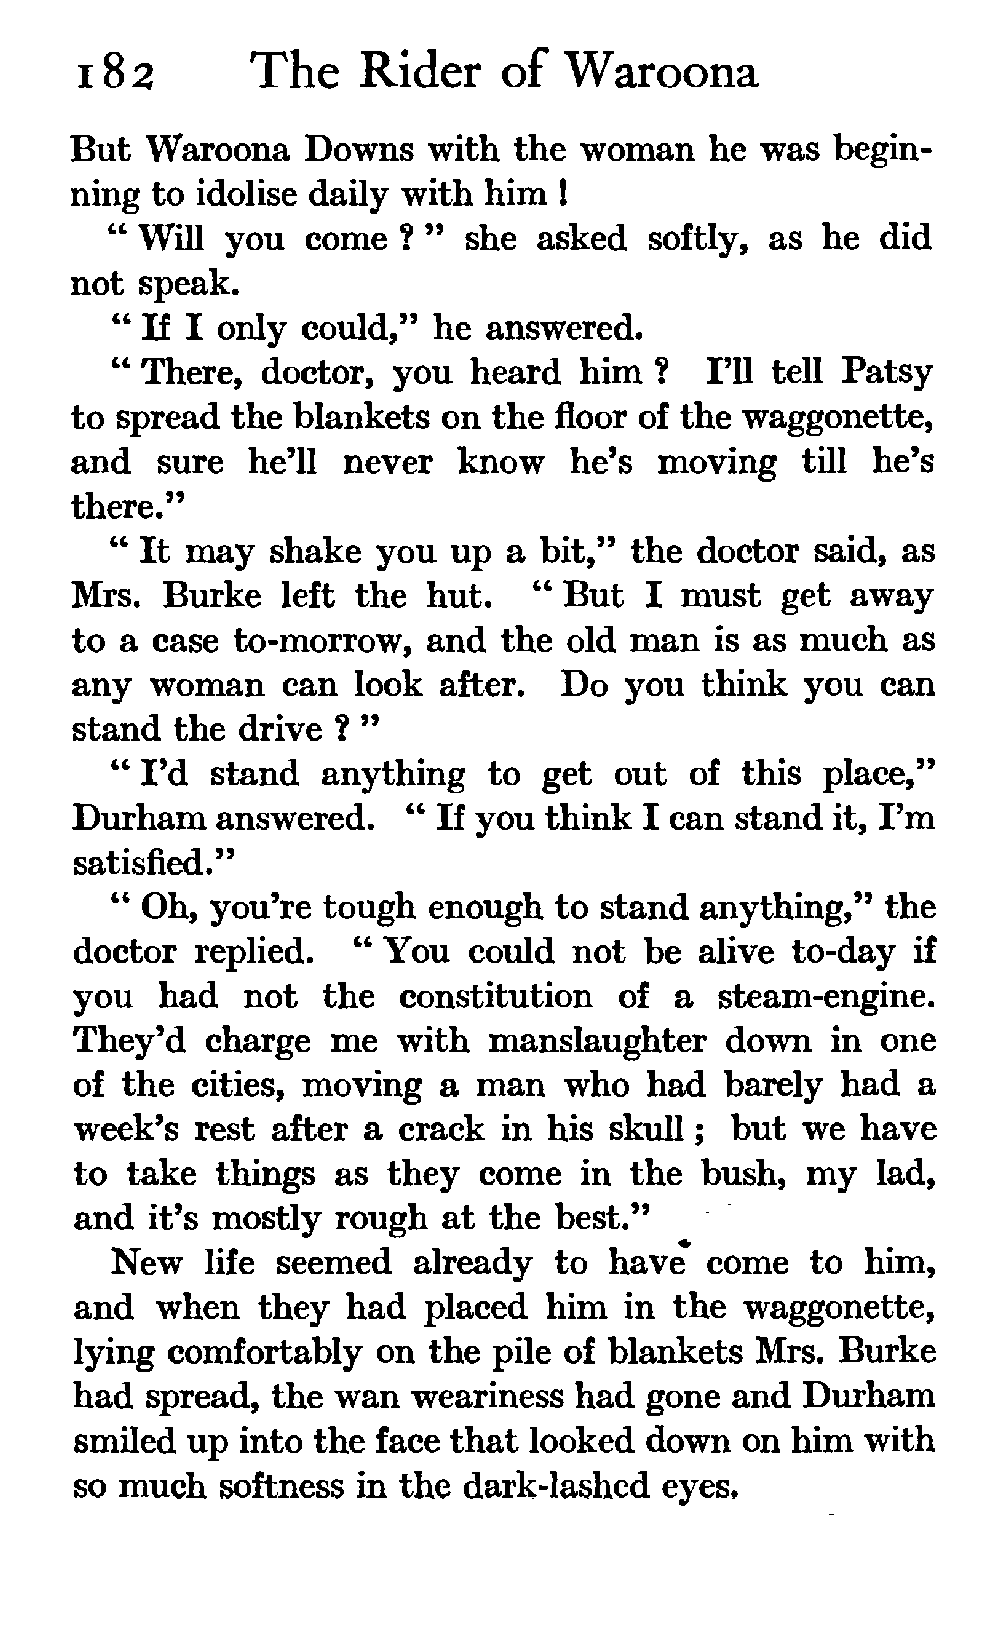 182 The Rider of Waroona
But Waroona Downs with the woman he was begin-
ning to idolise daily with him !
“ Will you come ? ” she asked softly, as he did
not speak.
“ If I only could,” he answered.
“ There, doctor, you heard him ? I’ll tell Patsy
to spread the blankets on the floor of the waggonette,
and sure he’ll never know he’s moving till he’s
there.”
“ It may shake you up a bit,” the doctor said, as
Mrs. Burke left the hut. “ But I must get away
to a case to-morrow, and the old man is as much as
any woman can look after. Do you think you can
stand the drive ? ”
“ I’d stand anything to get out of this place,”
Durham answered. “ If you think I can stand it, I’m
satisfied.”
“ Oh, you’re tough enough to stand anything,” the
doctor replied. “ You could not be alive to-day if
you had not the constitution of a steam-engine.
They’d charge me with manslaughter down in one
of the cities, moving a man who had barely had a
week’s rest after a crack in his skull ; but we have
to take things as they come in the bush, my lad,
and it’s mostly rough at the best.”
New life seemed already to have come to him,
and when they had placed him in the waggonette,
lying comfortably on the pile of blankets Mrs. Burke
had spread, the wan weariness had gone and Durham
smiled up into the face that looked down on him with
so much softness in the dark-lashed eyes.